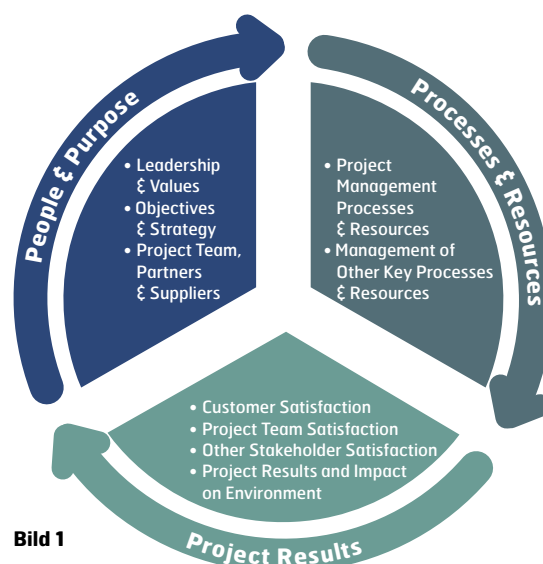 People & Purpose
• Leadership
& Values
• Objectives
& Strategy
• Project Team,
Partners
& Suppliers
Processes & Resources
• Project
Management
Processes
& Resources
• Management of
Other Key Processes
& Resources
• Customer Satisfaction
• Project Team Satisfaction
• Other Stakeholder Satisfaction
• Project Results and Impact
on Environment
Project Results
Bild 1